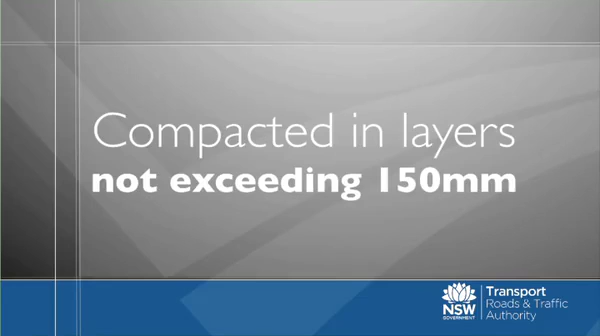 Compacted in layers
not exceeding 150mm
NSW
GOVERNMENT
Transport
Roads & Traffic
Authority